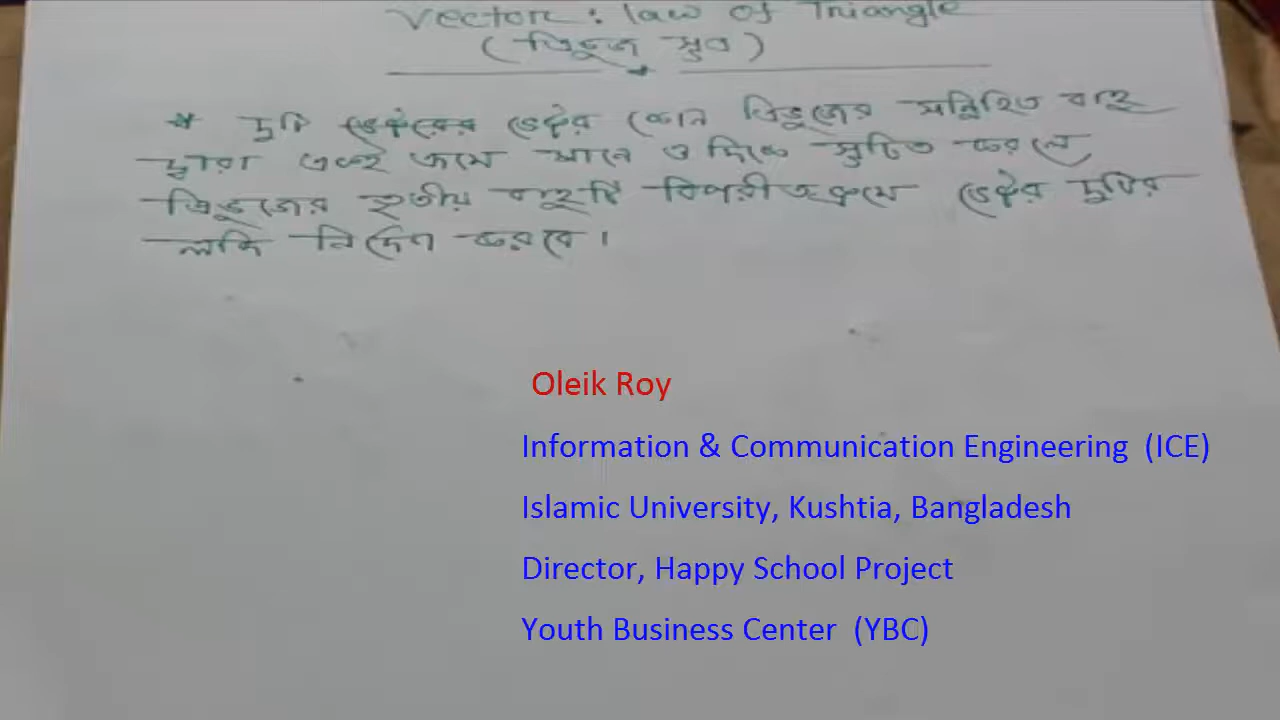 Vector: law of Triangle
(ত্রিভুজ সুত্র)
* দুটি ভেক্টরের ভেক্টর কোন ত্রিভুজের সন্নিহিত বাহু
দ্বারা একই ক্রমে মানে ও দিকে সুচিত করলে
ত্রিভুজের তৃতীয় বাহুটি বিপরীতক্রমে ভেক্টর দুটির
লব্দি নির্দেশ করবে।
Oleik Roy
Information & Communication Engineering (ICE)
Islamic University, Kushtia, Bangladesh
Director, Happy School Project
Youth Business Center (YBC)